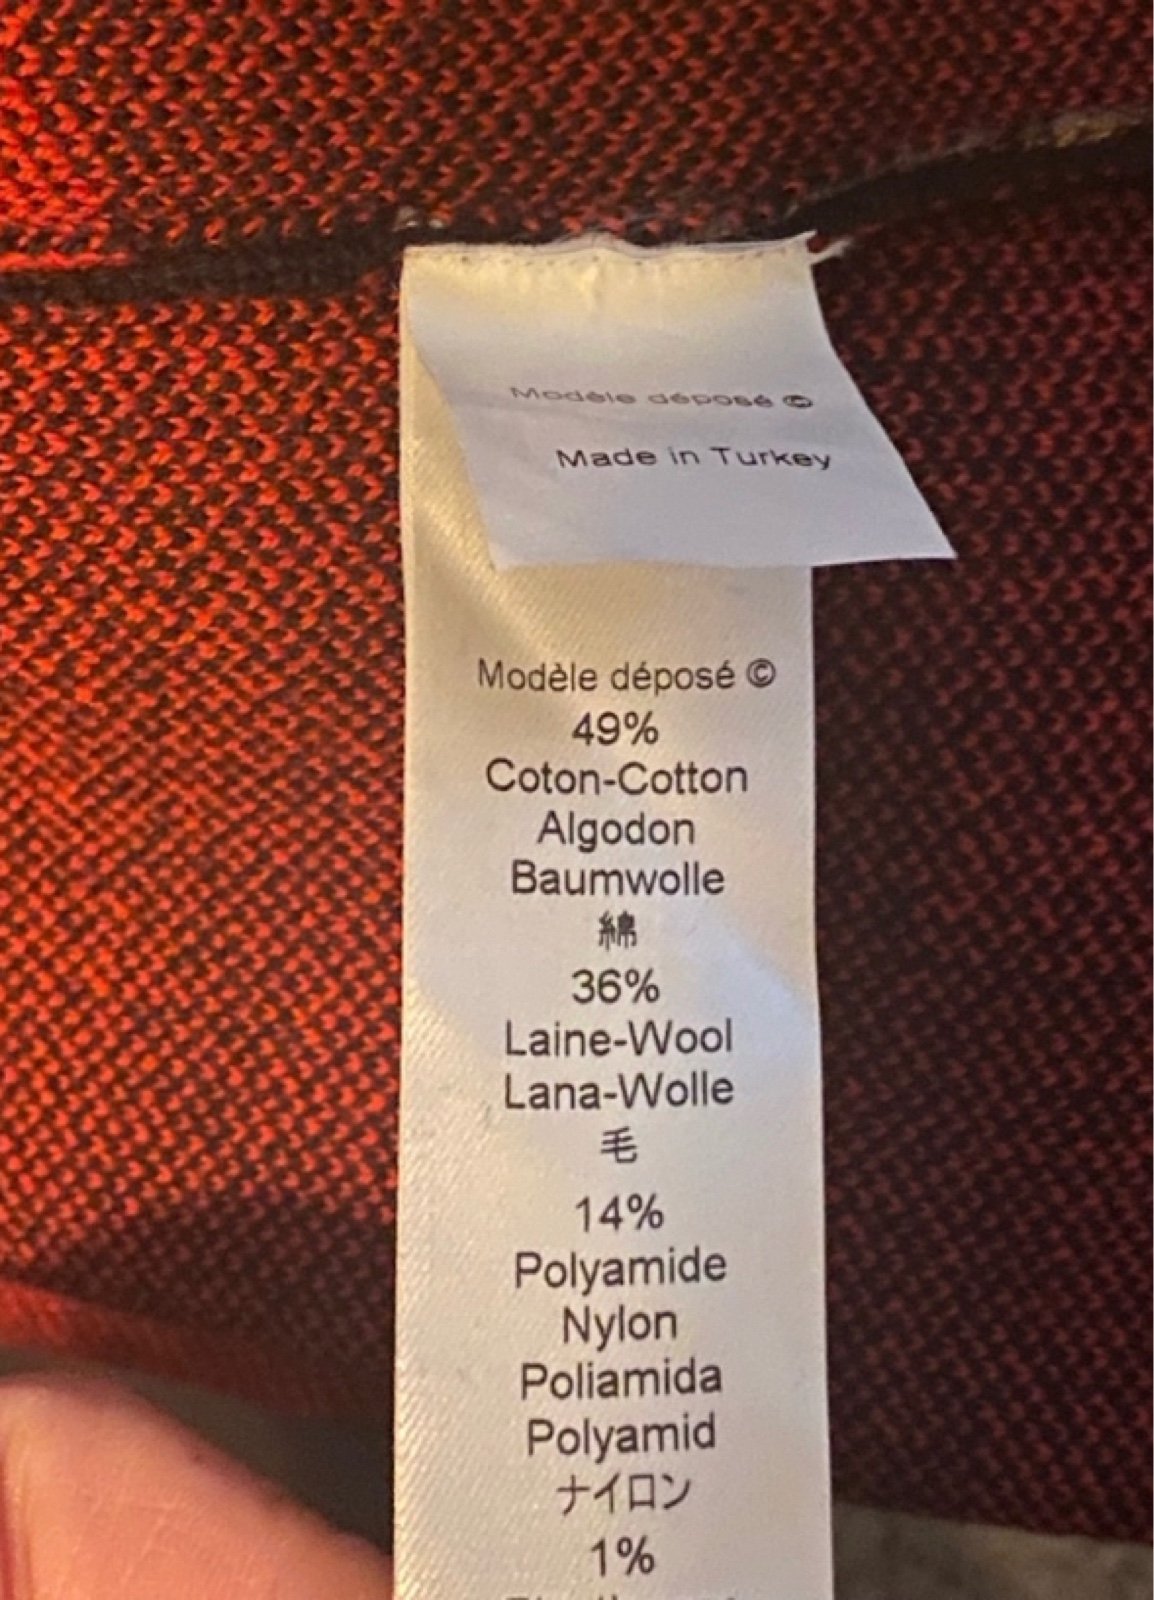 Modèle déposé ©
Made in Turkey
Modèle déposé ©
49%
Coton-Cotton
Algodon
Baumwolle
綿
36%
Laine-Wool
Lana-Wolle
毛
14%
Polyamide
Nylon
Poliamida
Polyamid
ナイロン
1%